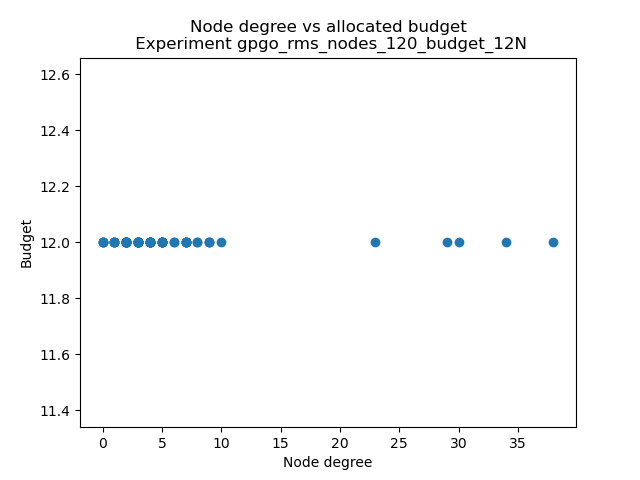 Node degree vs allocated budget
Experiment gpgo_rms_nodes_120_budget_12N
12.6
12.4
12.2
12.0
11.8
11.6
11.4
Budget
0 5 10 15 20 25 30 35
Node degree